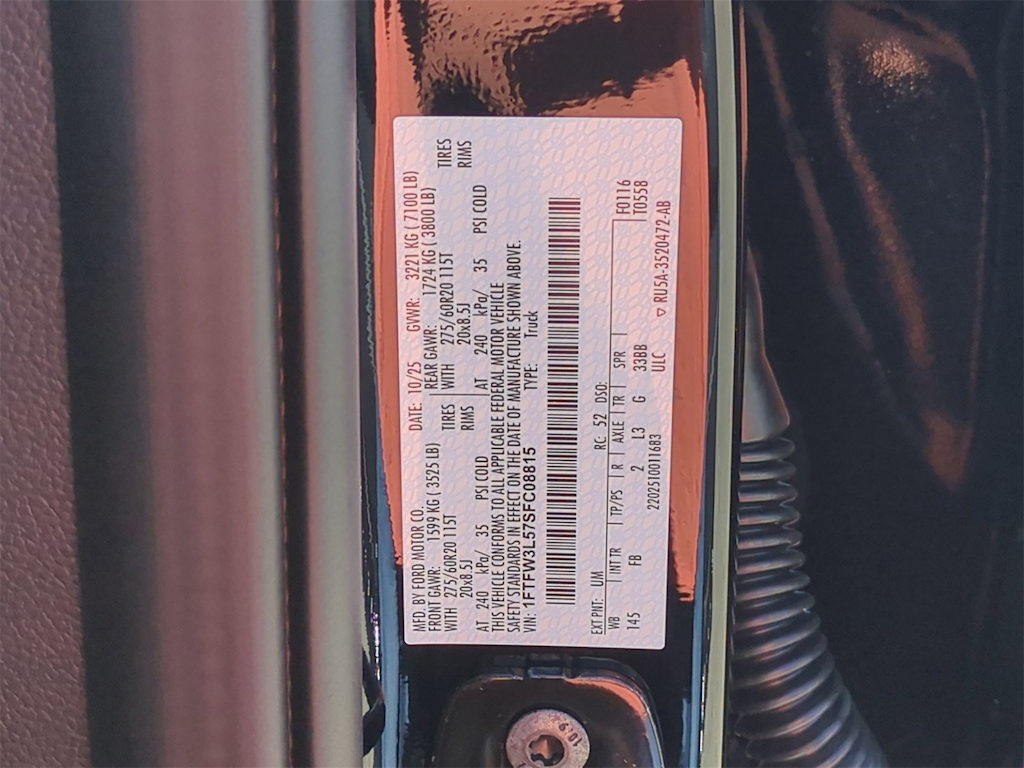 MFD. BY FORD MOTOR CO. DATE: 10/25 GVWR: 3221 KG ( 7100 LB)
FRONT GAWR: 1599 KG ( 3525 LB) REAR GAWR: 1724 KG ( 3800 LB)
WITH 275/60R20 115T TIRES WITH 275/60R20 115T TIRES
20x8.5J RIMS 20x8.5J RIMS
AT 240 kPa/ 35 PSI COLD AT 240 kPa/ 35 PSI COLD
THIS VEHICLE CONFORMS TO ALL APPLICABLE FEDERAL MOTOR VEHICLE
SAFETY STANDARDS IN EFFECT ON THE DATE OF MANUFACTURE SHOWN ABOVE.
VIN: 1FTFW3L57SFC08815 TYPE: Truck
EXT PNT: UM RC: 52 DSO:
WB INT TR TP/PS R AXLE TR SPR F0116
145 FB 2 L3 G 33BB T0558
2202510011683 ULC ▽ RU5A-3520472-AB
10.9